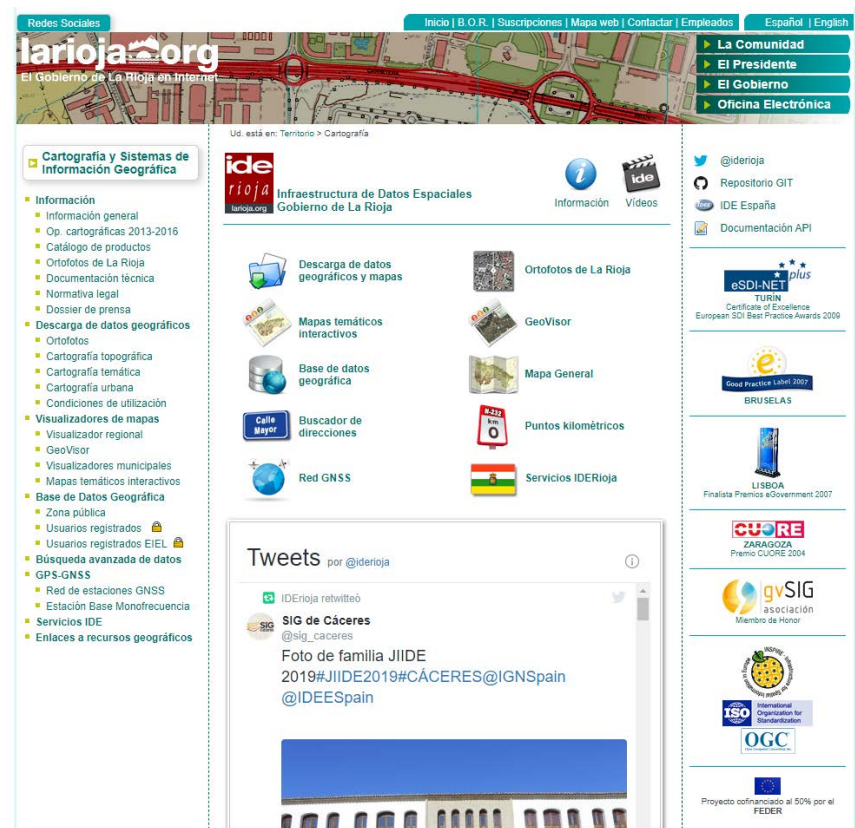 Redes Sociales
Inicio | B.O.R. | Suscripciones | Mapa web | Contactar | Empleados
Español | English
larioja.org
El Gobierno de La Rioja en Internet
La Comunidad
El Presidente
El Gobierno
Oficina Electrónica
Ud. está en: Territorio > Cartografía
Cartografía y Sistemas de
Información Geográfica
Información
Información general
Op. cartográficas 2013-2016
Catálogo de productos
Ortofotos de La Rioja
Documentación técnica
Normativa legal
Dossier de prensa
Descarga de datos geográficos
Ortofotos
Cartografía topográfica
Cartografía temática
Cartografía urbana
Condiciones de utilización
Visualizadores de mapas
Visualizador regional
GeoVisor
Visualizadores municipales
Mapas temáticos interactivos
Base de Datos Geográfica
Zona pública
Usuarios registrados
Usuarios registrados EIEL
Búsqueda avanzada de datos
GPS-GNSS
Red de estaciones GNSS
Estación Base Monofrecuencia
Servicios IDE
Enlaces a recursos geográficos
ide
rioja
larioja.org
Infraestructura de Datos Espaciales
Gobierno de La Rioja
Información
ide
Vídeos
Descarga de datos
geográficos y mapas
Ortofotos de La Rioja
Mapas temáticos
interactivos
GeoVisor
Base de datos
geográfica
Mapa General
Calle
Mayor
Buscador de
direcciones
N-232
km
0
Puntos kilométricos
Red GNSS
Servicios IDERioja
Tweets por @iderioja
IDErioja retwitteó
SIG
SIG de Cáceres
@sig_caceres
Foto de familia JIIDE
2019#JIIDE2019#CÁCERES@IGNSpain
@IDEESpain
@iderioja
Repositorio GIT
IDEE
IDE España
Documentación API
eSDI-NET plus
TURÍN
Certificate of Excellence
European SDI Best Practice Awards 2009
Good Practice Label 2007
BRUSELAS
LISBOA
Finalista Premios eGovernment 2007
CUORE
ZARAGOZA
Premio CUORE 2004
gvSIG
asociación
Miembro de Honor
INSPIRE - Infrastructure for Spatial Information in Europe
ISO
International
Organization for
Standardization
OGC
Proyecto cofinanciado al 50% por el
FEDER